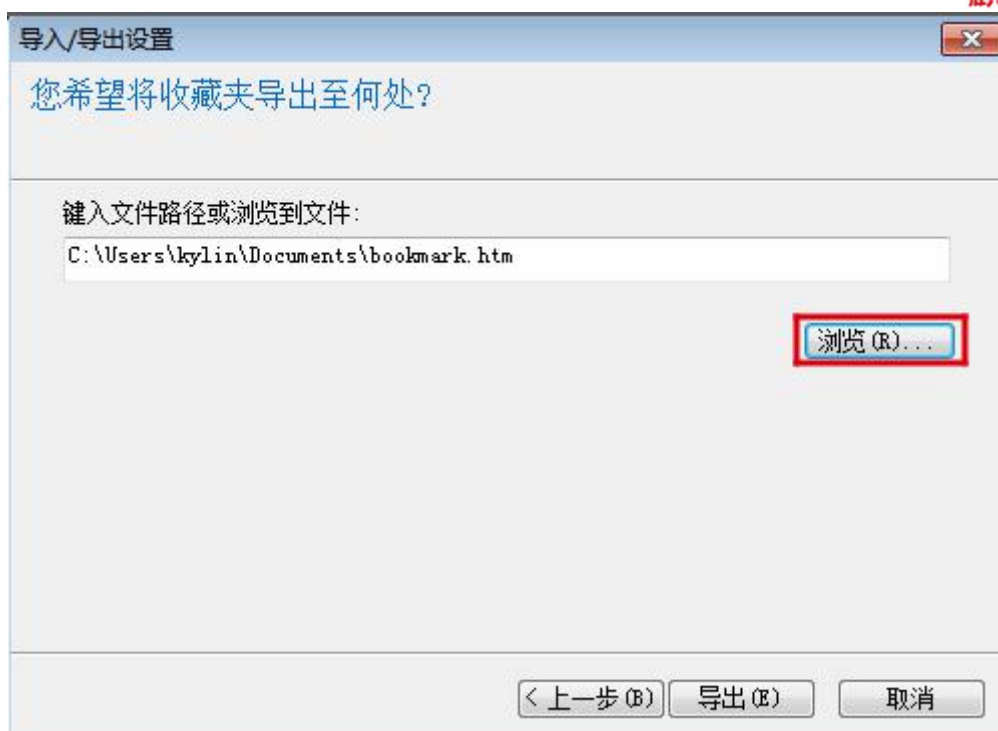 导入/导出设置
您希望将收藏夹导出至何处?
键入文件路径或浏览到文件:
C:\Users\kylin\Documents\bookmark.htm
浏览(R)...
< 上一步(B) 导出(E) 取消